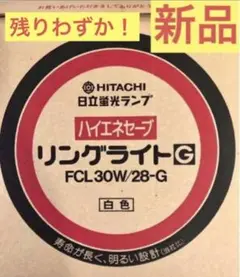 残りわずか！
新品
HITACHI
日立蛍光ランプ
ハイエネセーブ
リングライトG
FCL30W/28-G
白色
寿命が長く、明るい設計